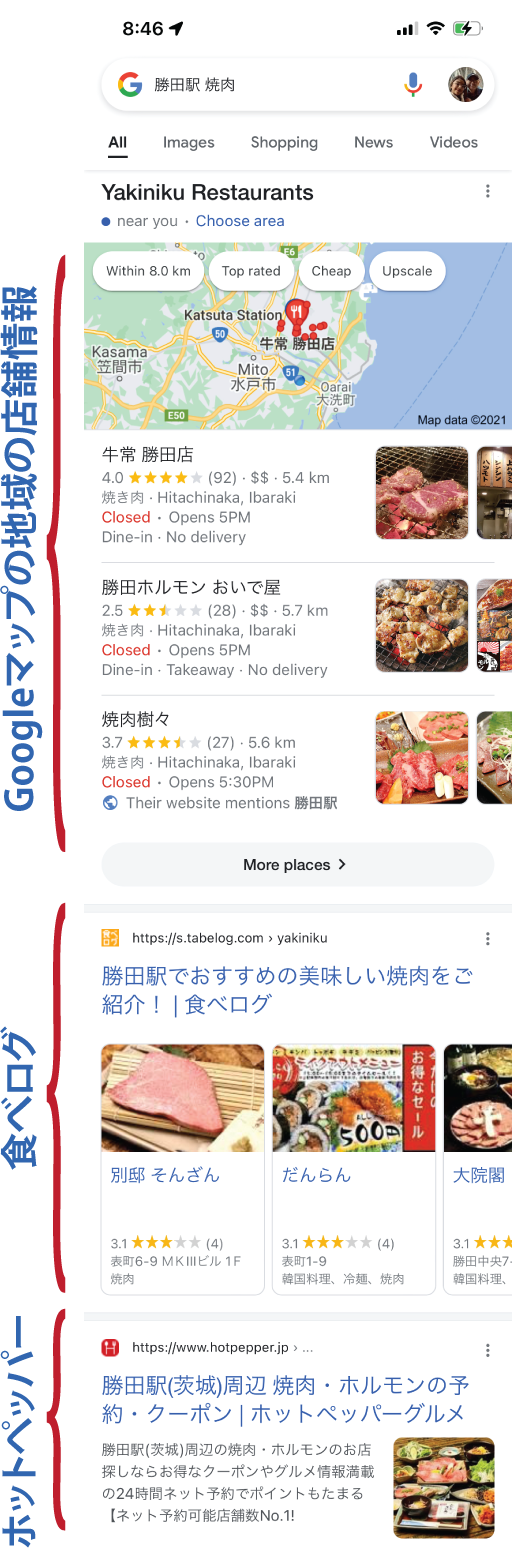 8:46
勝田駅 焼肉
All Images Shopping News Videos
Yakiniku Restaurants
near you · Choose area
Googleマップの地域の店舗情報
Within 8.0 km Top rated Cheap Upscale
E6
Katsuta Station
50
牛常 勝田店
Kasama
笠間市
Mito
水戸市
51
Oarai
大洗町
E50
Map data ©2021
牛常 勝田店
4.0 (92) · $$ · 5.4 km
焼き肉 · Hitachinaka, Ibaraki
Closed · Opens 5PM
Dine-in · No delivery
勝田ホルモン おいで屋
2.5 (28) · $$ · 5.7 km
焼き肉 · Hitachinaka, Ibaraki
Closed · Opens 5PM
Dine-in · Takeaway · No delivery
焼肉樹々
3.7 (27) · 5.6 km
焼き肉 · Hitachinaka, Ibaraki
Closed · Opens 5:30PM
Their website mentions 勝田駅
More places
食べログ
https://s.tabelog.com › yakiniku
勝田駅でおすすめの美味しい焼肉をご
紹介！ | 食べログ
テイクアウトメニュー
お得なセール
ALL
500円
別邸 そんざん
3.1 (4)
表町6-9 MKⅢビル 1F
焼肉
だんらん
3.1 (4)
表町1-9
韓国料理、冷麺、焼肉
大院閣
3.1
勝田中央7-
韓国料理、
ホットペッパー
https://www.hotpepper.jp › ...
勝田駅(茨城)周辺 焼肉・ホルモンの予
約・クーポン | ホットペッパーグルメ
勝田駅(茨城)周辺の焼肉・ホルモンのお店
探しならお得なクーポンやグルメ情報満載
の24時間ネット予約でポイントもたまる
【ネット予約可能店舗数No.1!